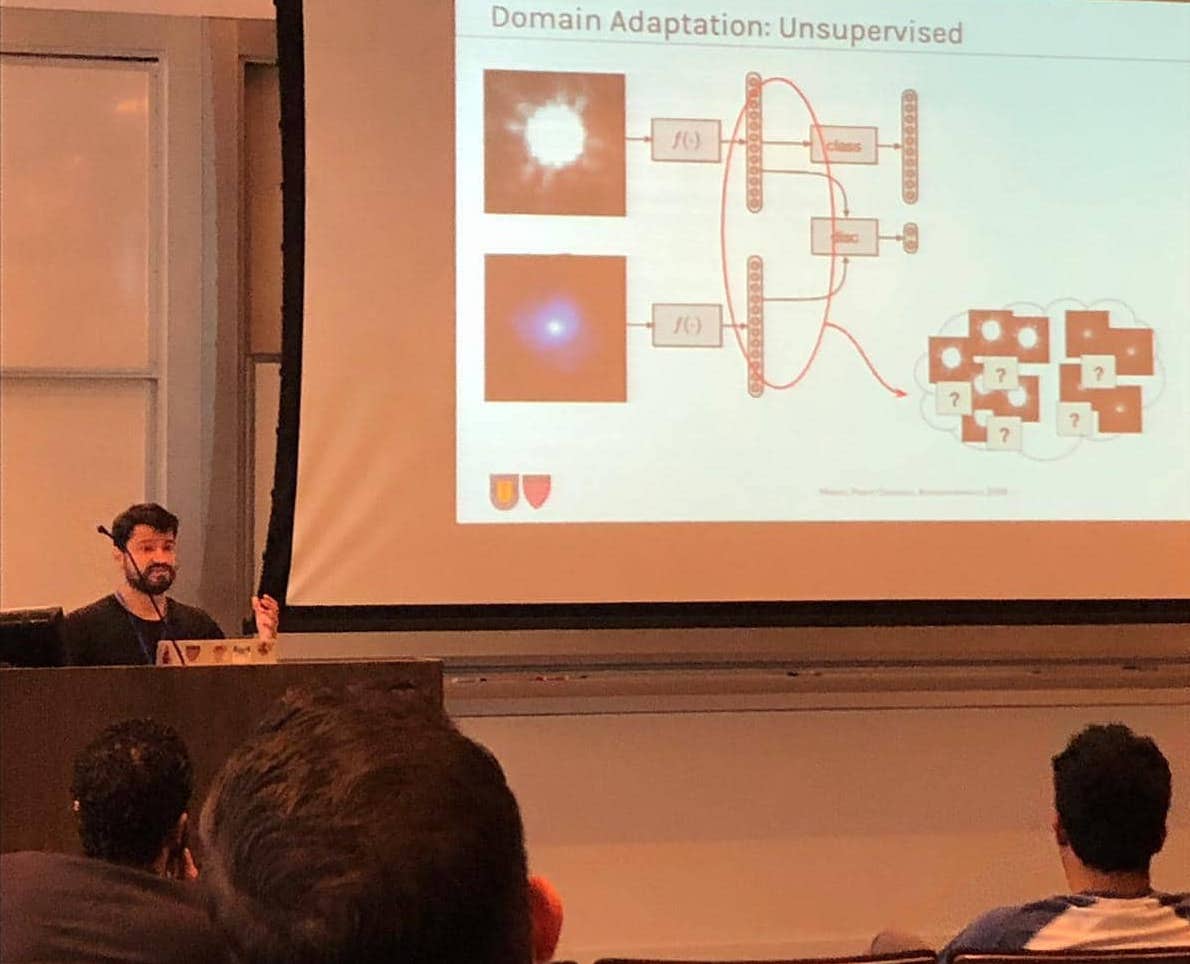 Domain Adaptation: Unsupervised
f(·)
class
disc
f(·)
?
?
?
?
?